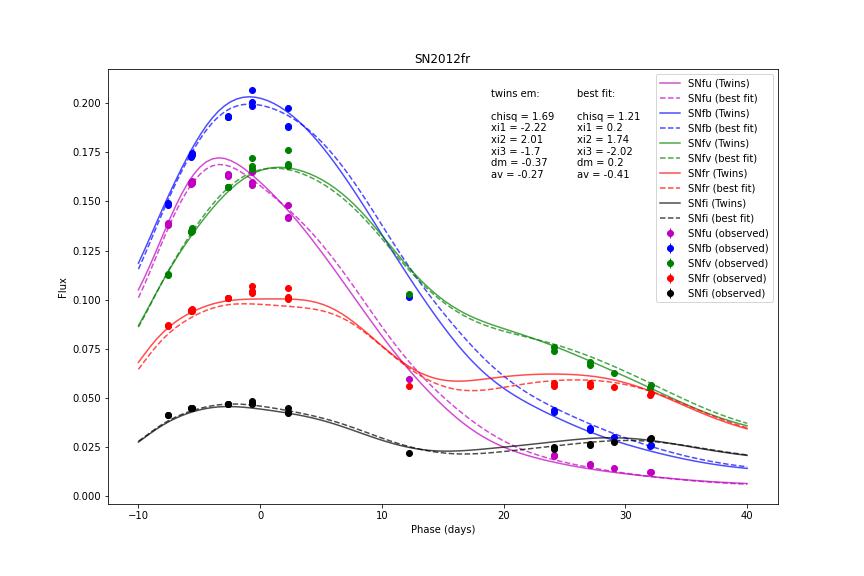 SN2012fr
twins em:
chisq = 1.69
xi1 = -2.22
xi2 = 2.01
xi3 = -1.7
dm = -0.37
av = -0.27
best fit:
chisq = 1.21
xi1 = 0.2
xi2 = 1.74
xi3 = -2.02
dm = 0.2
av = -0.41
SNfu (Twins)
SNfu (best fit)
SNfb (Twins)
SNfb (best fit)
SNfv (Twins)
SNfv (best fit)
SNfr (Twins)
SNfr (best fit)
SNfi (Twins)
SNfi (best fit)
SNfu (observed)
SNfb (observed)
SNfv (observed)
SNfr (observed)
SNfi (observed)
Flux
0.200
0.175
0.150
0.125
0.100
0.075
0.050
0.025
0.000
−10
0
10
20
30
40
Phase (days)